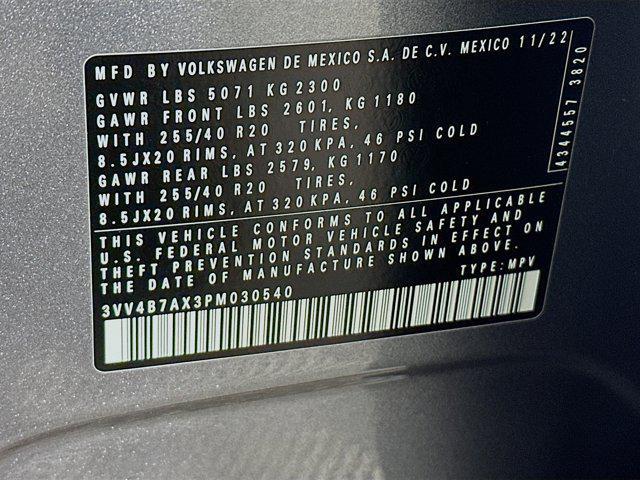 MFD BY VOLKSWAGEN DE MEXICO S.A. DE C.V. MEXICO 11/22
GVWR LBS 5071 KG 2300
GAWR FRONT LBS 2601, KG 1180
WITH 255/40 R20 TIRES,
8.5JX20 RIMS, AT 320 KPA, 46 PSI COLD
GAWR REAR LBS 2579, KG 1170
WITH 255/40 R20 TIRES,
8.5JX20 RIMS, AT 320 KPA, 46 PSI COLD
4344557 3820
THIS VEHICLE CONFORMS TO ALL APPLICABLE
U.S. FEDERAL MOTOR VEHICLE SAFETY AND
THEFT PREVENTION STANDARDS IN EFFECT ON
THE DATE OF MANUFACTURE SHOWN ABOVE.
3VV4B7AX3PM030540 TYPE: MPV